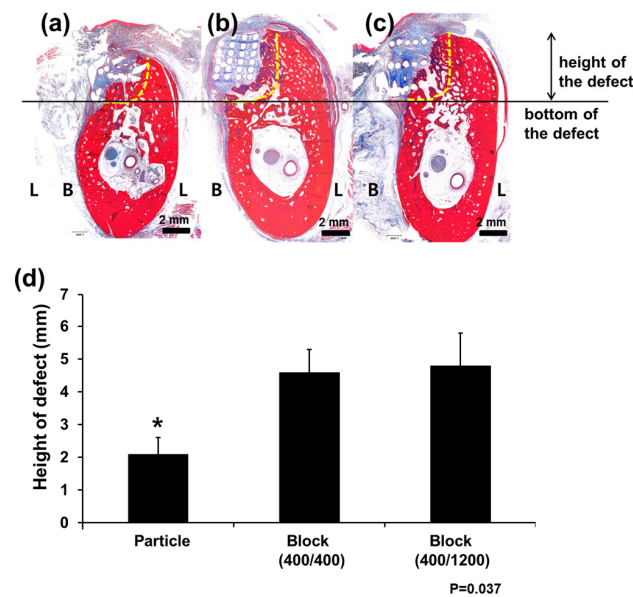 (a)
(b)
(c)
height of
the defect
bottom of
the defect
L B L B L B L
2 mm 2 mm 2 mm
(d)
Height of defect (mm)
7
6
5
4
3
2
1
0
*
Particle
Block
(400/400)
Block
(400/1200)
P=0.037